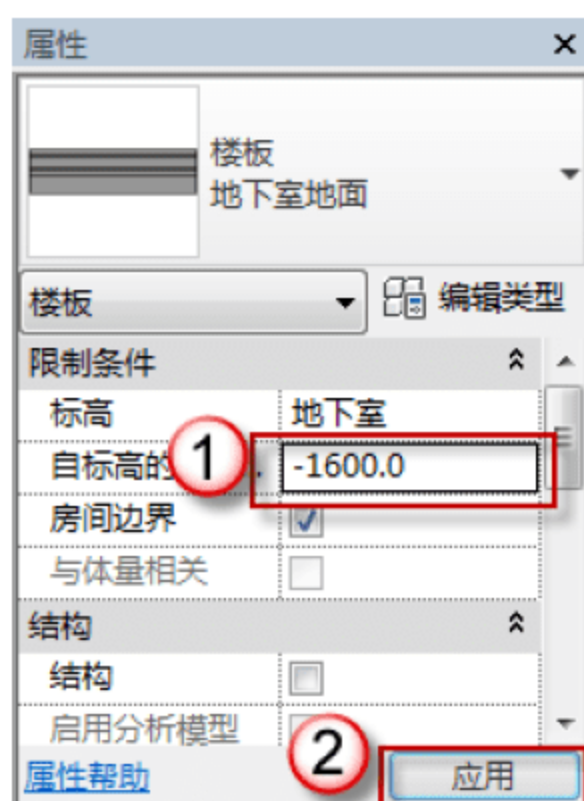 属性
楼板
地下室地面
楼板 编辑类型
限制条件
标高 地下室
自标高的 . -1600.0
1
房间边界
与体量相关
结构
结构
启用分析模型
2
属性帮助 应用